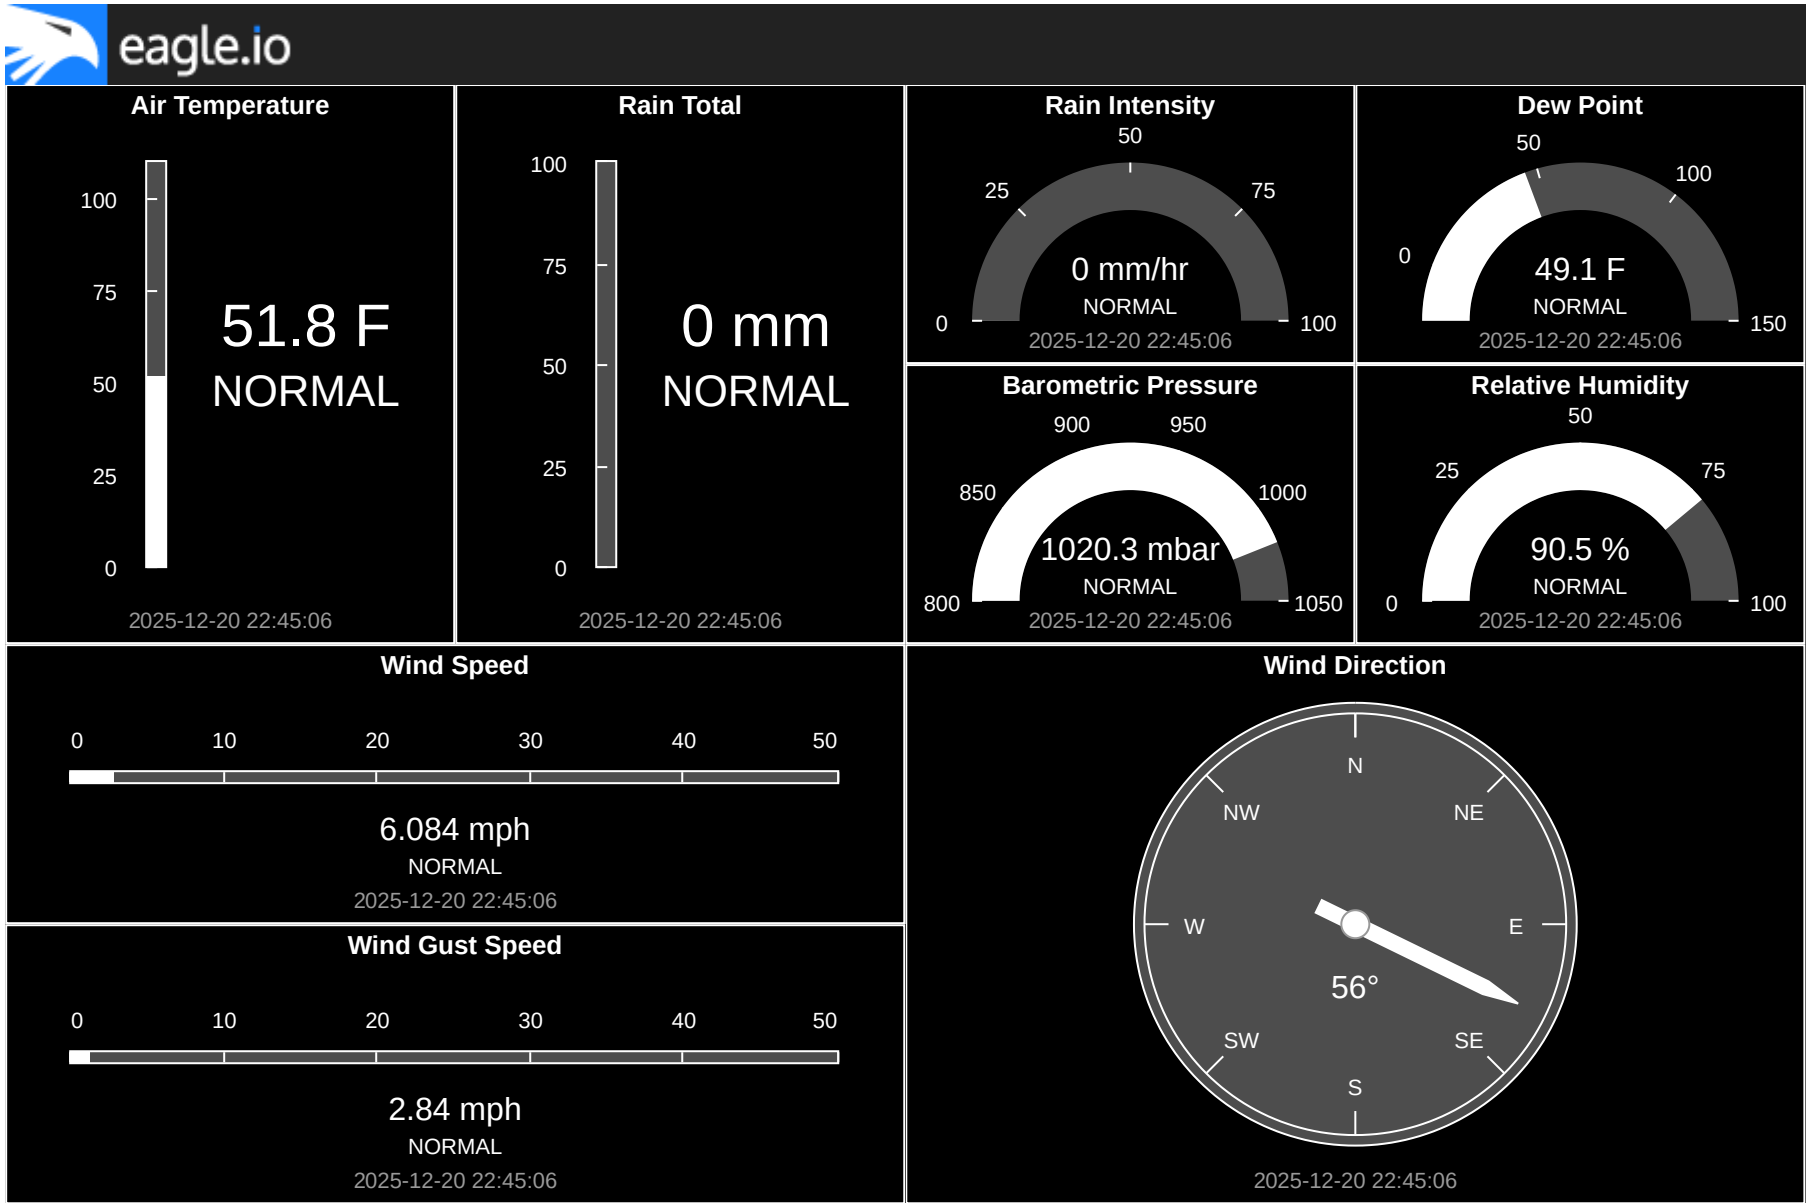 eagle.io
Air Temperature
100
75
50
25
0
51.8 F
NORMAL
2025-12-20 22:45:06
Rain Total
100
75
50
25
0
0 mm
NORMAL
2025-12-20 22:45:06
Rain Intensity
50
25
75
0
100
0 mm/hr
NORMAL
2025-12-20 22:45:06
Dew Point
50
100
0
150
49.1 F
NORMAL
2025-12-20 22:45:06
Barometric Pressure
900 950
850 1000
800 1050
1020.3 mbar
NORMAL
2025-12-20 22:45:06
Relative Humidity
50
25 75
0 100
90.5 %
NORMAL
2025-12-20 22:45:06
Wind Speed
0 10 20 30 40 50
6.084 mph
NORMAL
2025-12-20 22:45:06
Wind Gust Speed
0 10 20 30 40 50
2.84 mph
NORMAL
2025-12-20 22:45:06
Wind Direction
N
NW NE
W E
56°
SW SE
S
2025-12-20 22:45:06